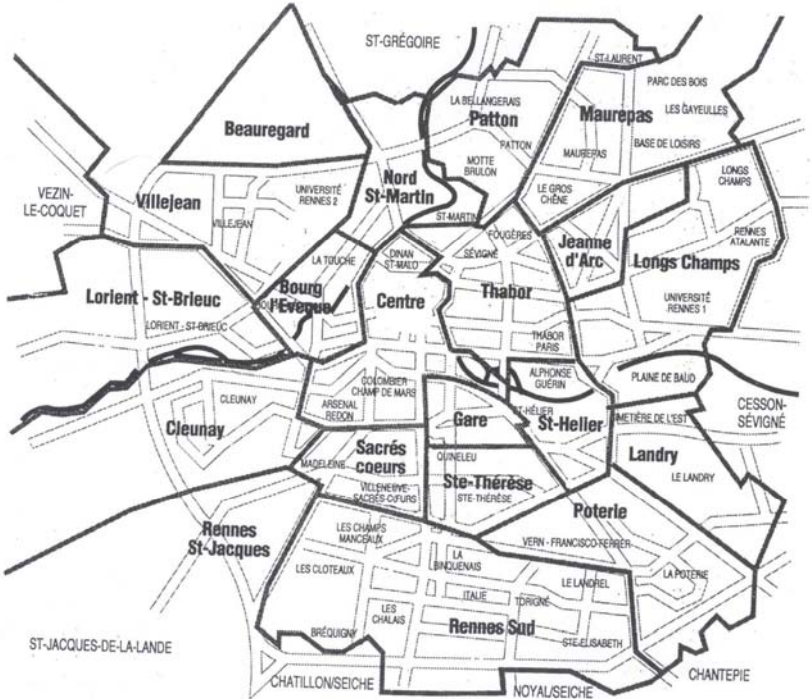 ST-GRÉGOIRE
ST-LAURENT
PARC DES BOIS
LA BELLANGERAIS
LES GAYEULLES
Maurepas
Patton
Beauregard
PATTON
BASE DE LOISIRS
MAUREPAS
MOTTE
BRULON
Nord
St-Martin
LONGS
CHAMPS
VEZIN-
LE-COQUET
Villejean
UNIVERSITÉ
RENNES 2
LE GROS
CHÊNE
VILLEJEAN
ST-MARTIN
FOUGÈRES
Jeanne
d'Arc
RENNES
ATALANTE
LA TOUCHE
DINAN
ST-MALO
SÉVIGNÉ
Longs Champs
Bourg
l'Eveque
Thabor
Lorient - St-Brieuc
Centre
UNIVERSITÉ
RENNES 1
LORIENT - ST-BRIEUC
THABOR
PARIS
ALPHONSE
GUÉRIN
PLAINE DE BAUD
COLOMBIER
CHAMP DE MARS
CLEUNAY
ARSENAL
REDON
CESSON-
SÉVIGNÉ
ST-HÉLIER
Gare
St-Helier
IMETIÈRE DE L'EST
Cleunay
Sacrés
coeurs
QUINELEU
Landry
MADELEINE
LE LANDRY
VILLENEUVE-
SACRÉS-CŒURS
Ste-Thérèse
STE-THÉRÈSE
Poterie
Rennes
St-Jacques
LES CHAMPS
MANCEAUX
VERN - FRANCISCO-FERRER
LA
BINQUENAIS
LES CLOTEAUX
LE LANDREL
LA POTERIE
ITALIE
TORIGNÉ
LES
CHALAIS
Rennes Sud
BRÉQUIGNY
STE-ELISABETH
ST-JACQUES-DE-LA-LANDE
CHANTEPIE
CHATILLON/SEICHE
NOYAL/SEICHE